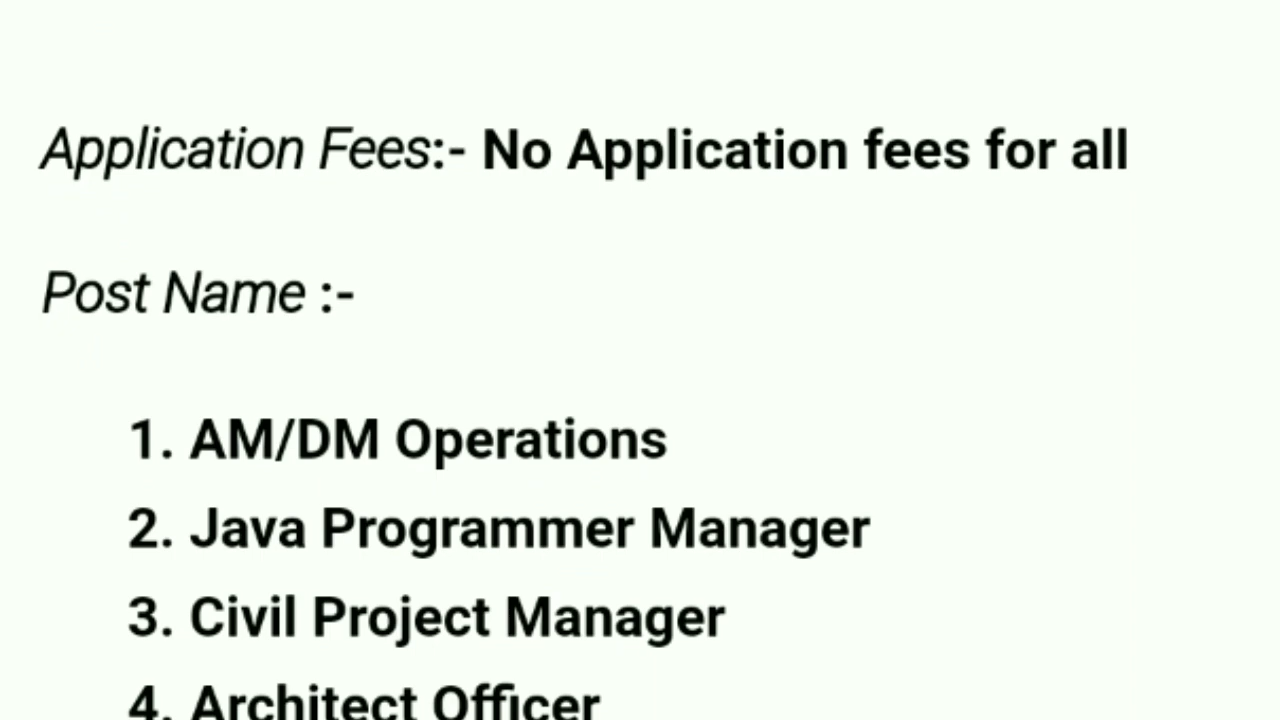 Application Fees:- No Application fees for all
Post Name :-
1. AM/DM Operations
2. Java Programmer Manager
3. Civil Project Manager
4. Architect Officer